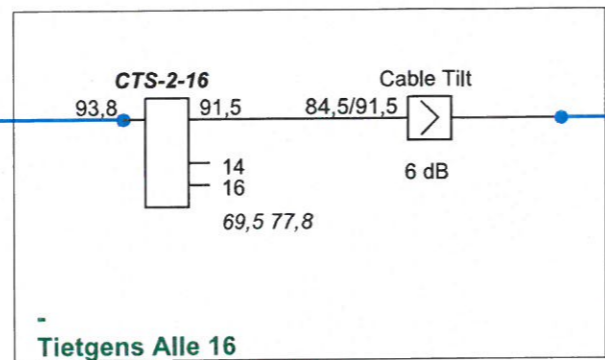 CTS-2-16
Cable Tilt
93,8
91,5
84,5/91,5
14
6 dB
16
69,5 77,8
-
Tietgens Alle 16